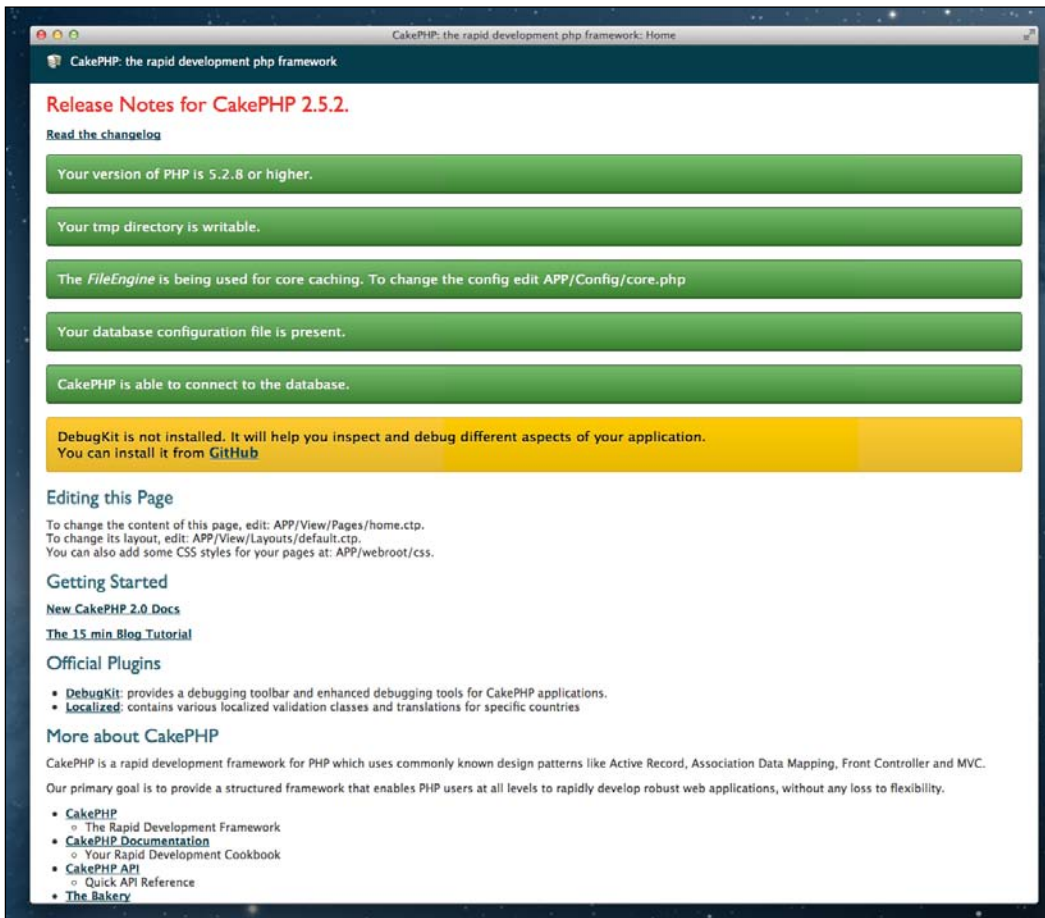 CakePHP: the rapid development php framework: Home
CakePHP: the rapid development php framework
Release Notes for CakePHP 2.5.2.
Read the changelog
Your version of PHP is 5.2.8 or higher.
Your tmp directory is writable.
The FileEngine is being used for core caching. To change the config edit APP/Config/core.php
Your database configuration file is present.
CakePHP is able to connect to the database.
DebugKit is not installed. It will help you inspect and debug different aspects of your application.
You can install it from GitHub
Editing this Page
To change the content of this page, edit: APP/View/Pages/home.ctp.
To change its layout, edit: APP/View/Layouts/default.ctp.
You can also add some CSS styles for your pages at: APP/webroot/css.
Getting Started
New CakePHP 2.0 Docs
The 15 min Blog Tutorial
Official Plugins
• DebugKit: provides a debugging toolbar and enhanced debugging tools for CakePHP applications.
• Localized: contains various localized validation classes and translations for specific countries
More about CakePHP
CakePHP is a rapid development framework for PHP which uses commonly known design patterns like Active Record, Association Data Mapping, Front Controller and MVC.
Our primary goal is to provide a structured framework that enables PHP users at all levels to rapidly develop robust web applications, without any loss to flexibility.
• CakePHP
◦ The Rapid Development Framework
• CakePHP Documentation
◦ Your Rapid Development Cookbook
• CakePHP API
◦ Quick API Reference
• The Bakery